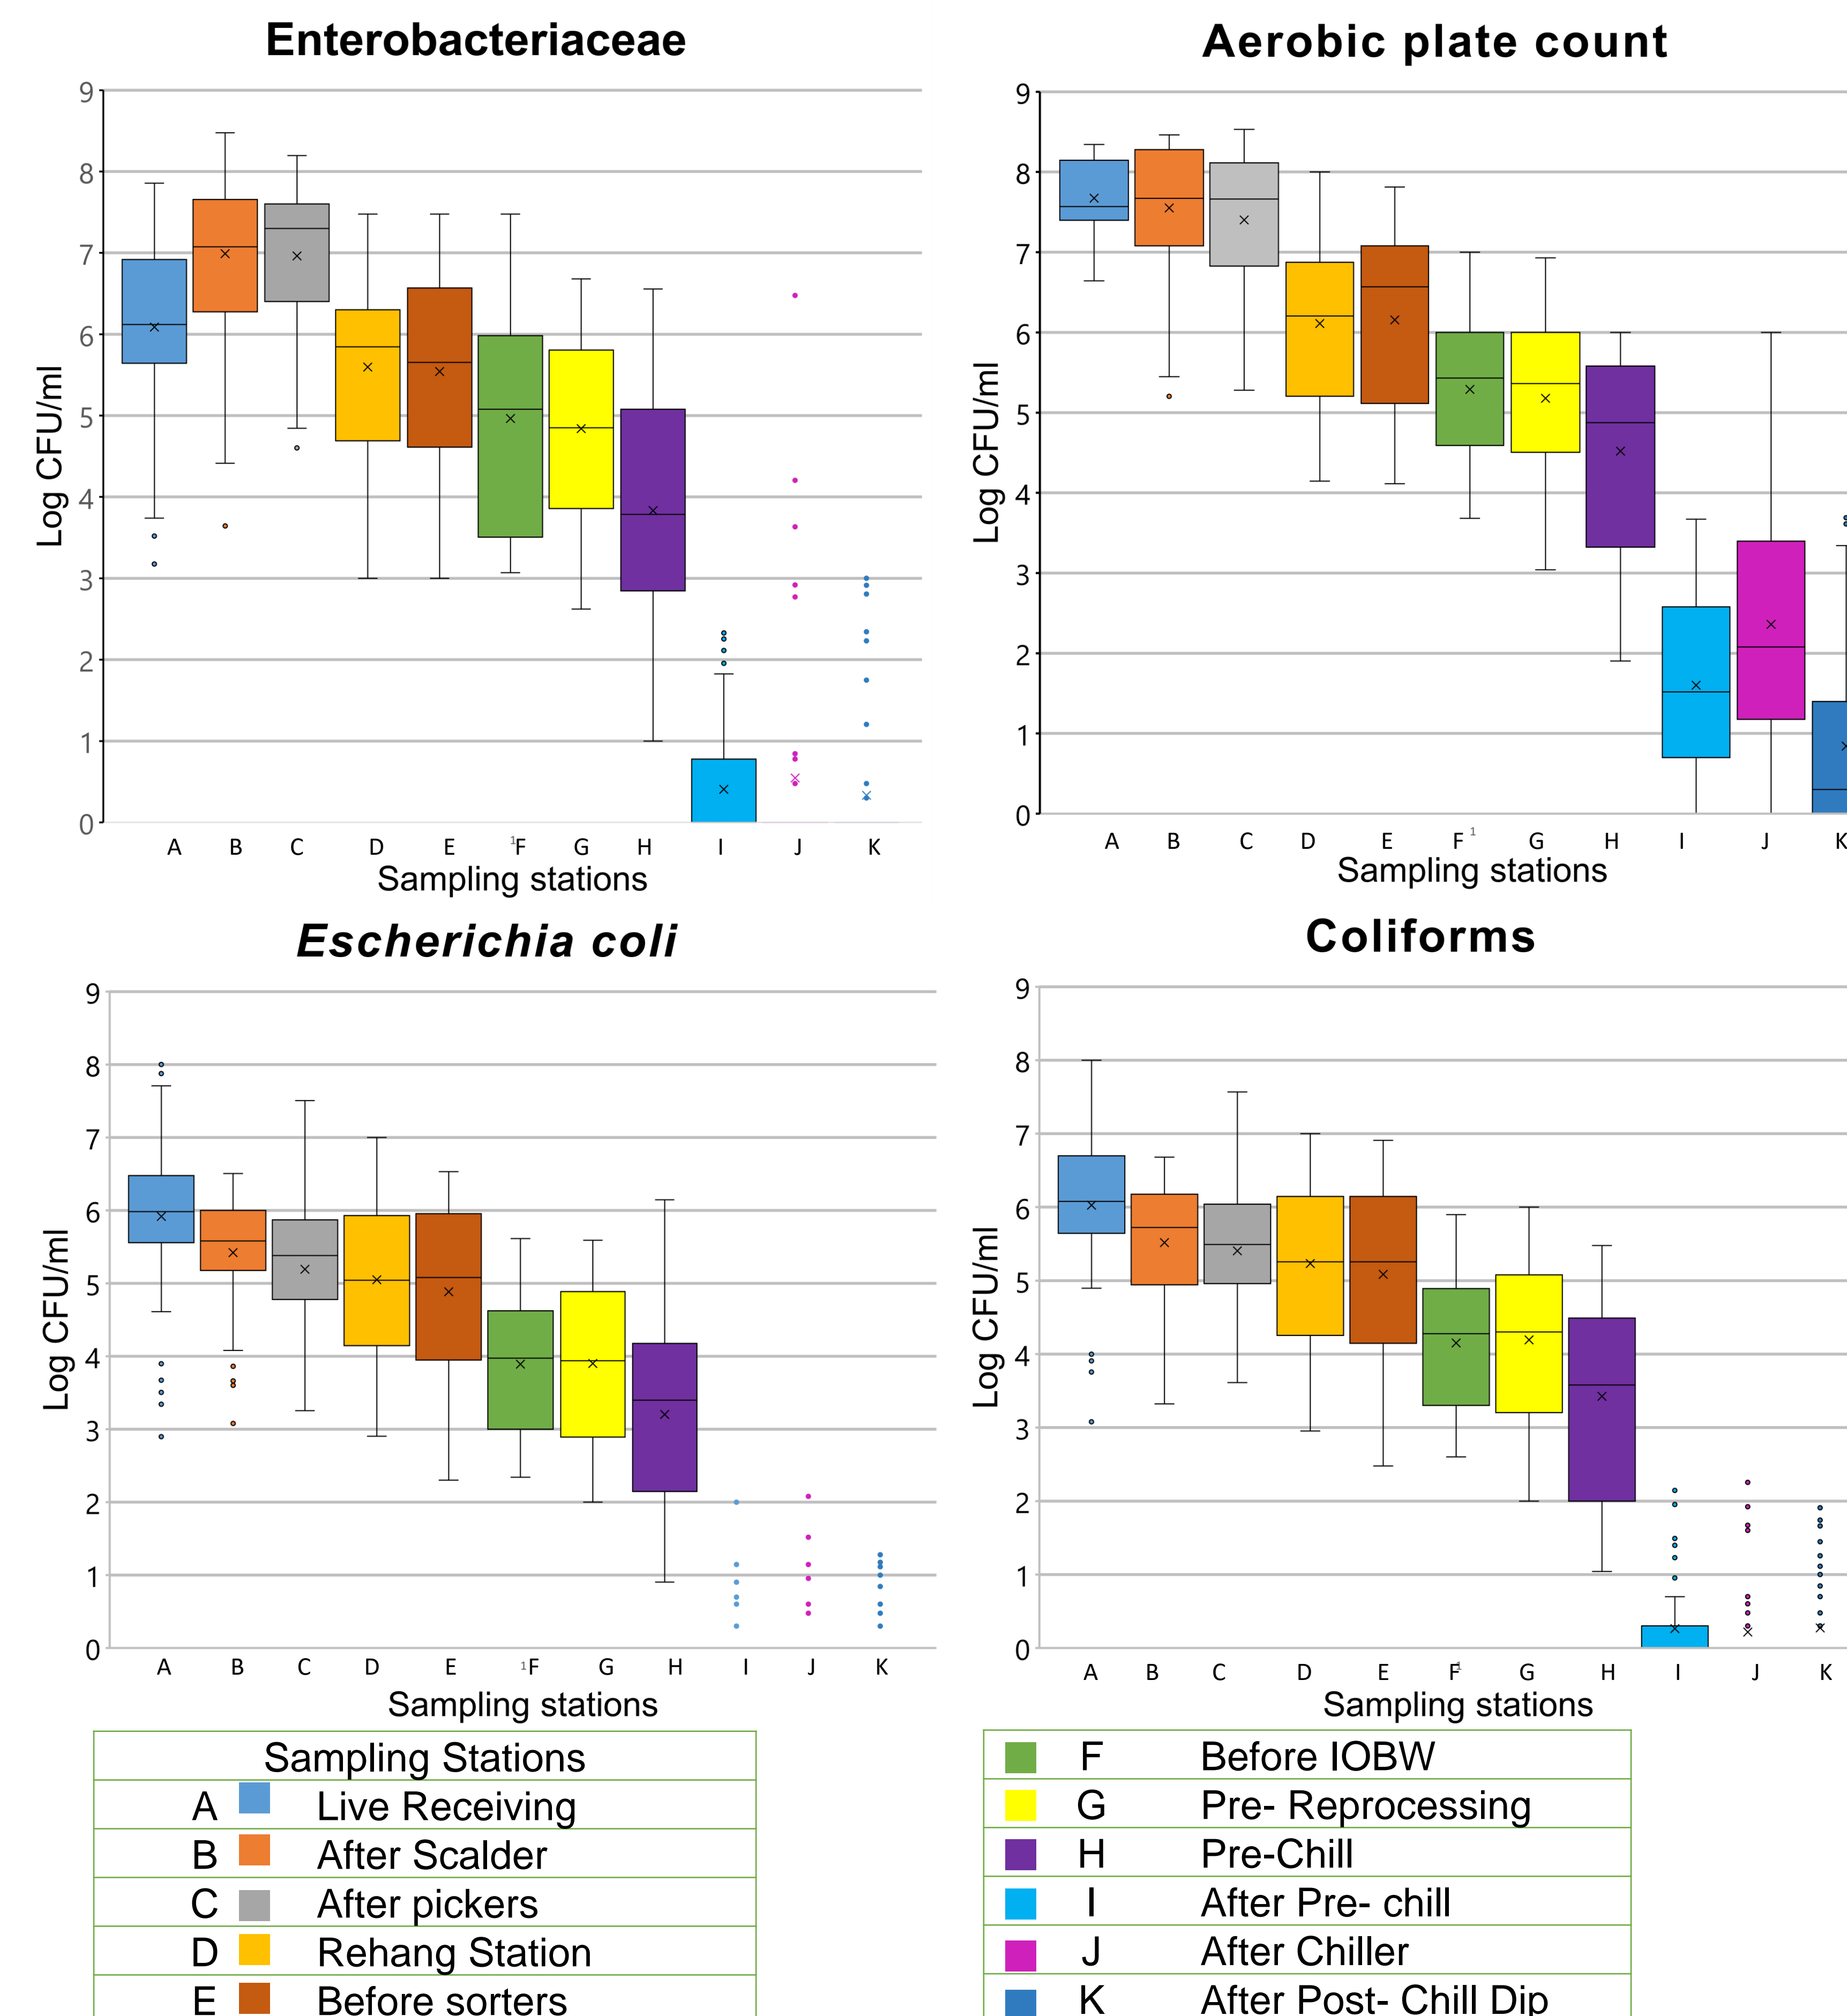 Enterobacteriaceae
9
8
7
6
5
4
3
2
1
0
Log CFU/ml
A B C D E ¹F G H I J K
Sampling stations
Aerobic plate count
9
8
7
6
5
4
3
2
1
0
Log CFU/ml
A B C D E F¹ G H I J K
Sampling stations
Escherichia coli
9
8
7
6
5
4
3
2
1
0
Log CFU/ml
A B C D E ¹F G H I J K
Sampling stations
Coliforms
9
8
7
6
5
4
3
2
1
0
Log CFU/ml
A B C D E F¹ G H I J K
Sampling stations
Sampling Stations
A Live Receiving
B After Scalder
C After pickers
D Rehang Station
E Before sorters
F Before IOBW
G Pre- Reprocessing
H Pre-Chill
I After Pre- chill
J After Chiller
K After Post- Chill Dip